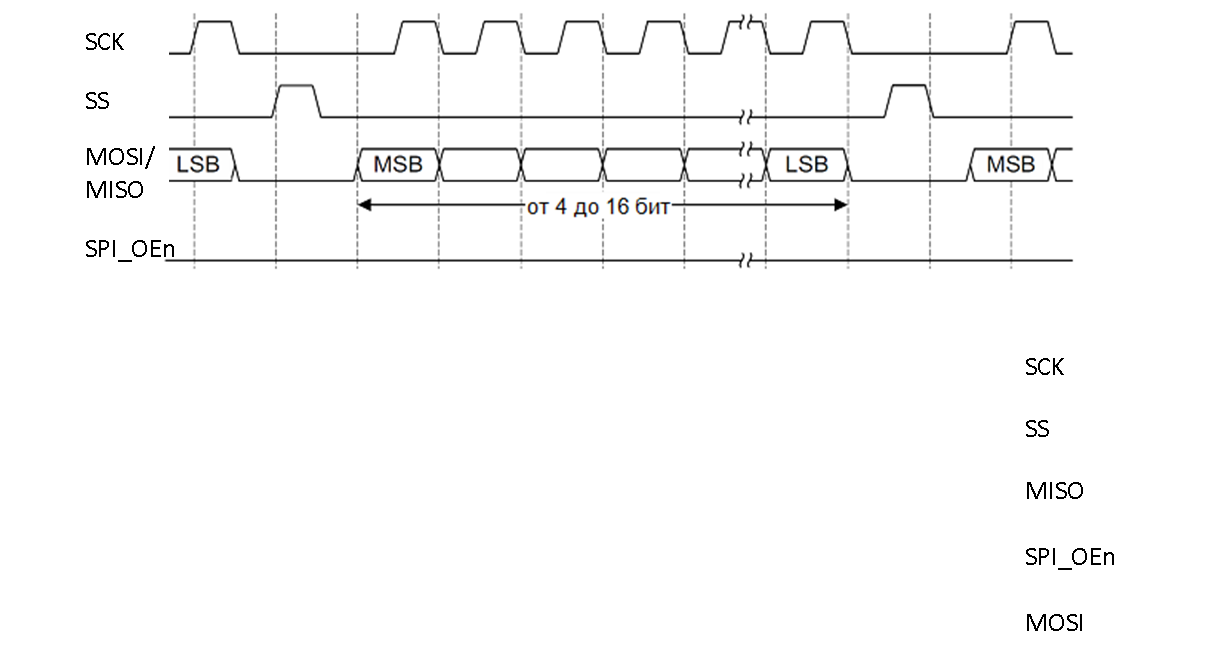 SCK
SS
MOSI/
MISO
LSB
MSB
LSB
MSB
от 4 до 16 бит
SPI_OEn
SCK
SS
MISO
SPI_OEn
MOSI